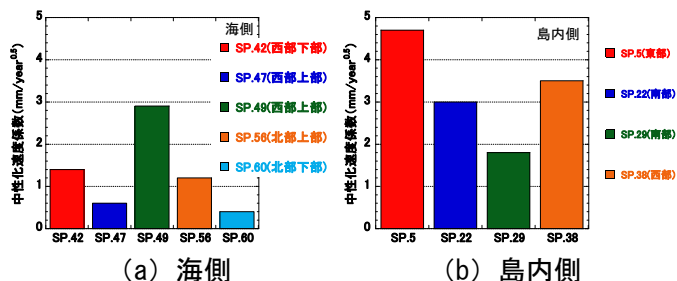 海側
SP.42(西部下部)
SP.47(西部上部)
SP.49(西部上部)
SP.56(北部上部)
SP.60(北部下部)
中性化速度係数(mm/year^0.5)
5
4
3
2
1
0
SP.42 SP.47 SP.49 SP.56 SP.60
(a) 海側
島内側
SP.5(東部)
SP.22(南部)
SP.29(南部)
SP.38(西部)
中性化速度係数(mm/year^0.5)
5
4
3
2
1
0
SP.5 SP.22 SP.29 SP.38
(b) 島内側